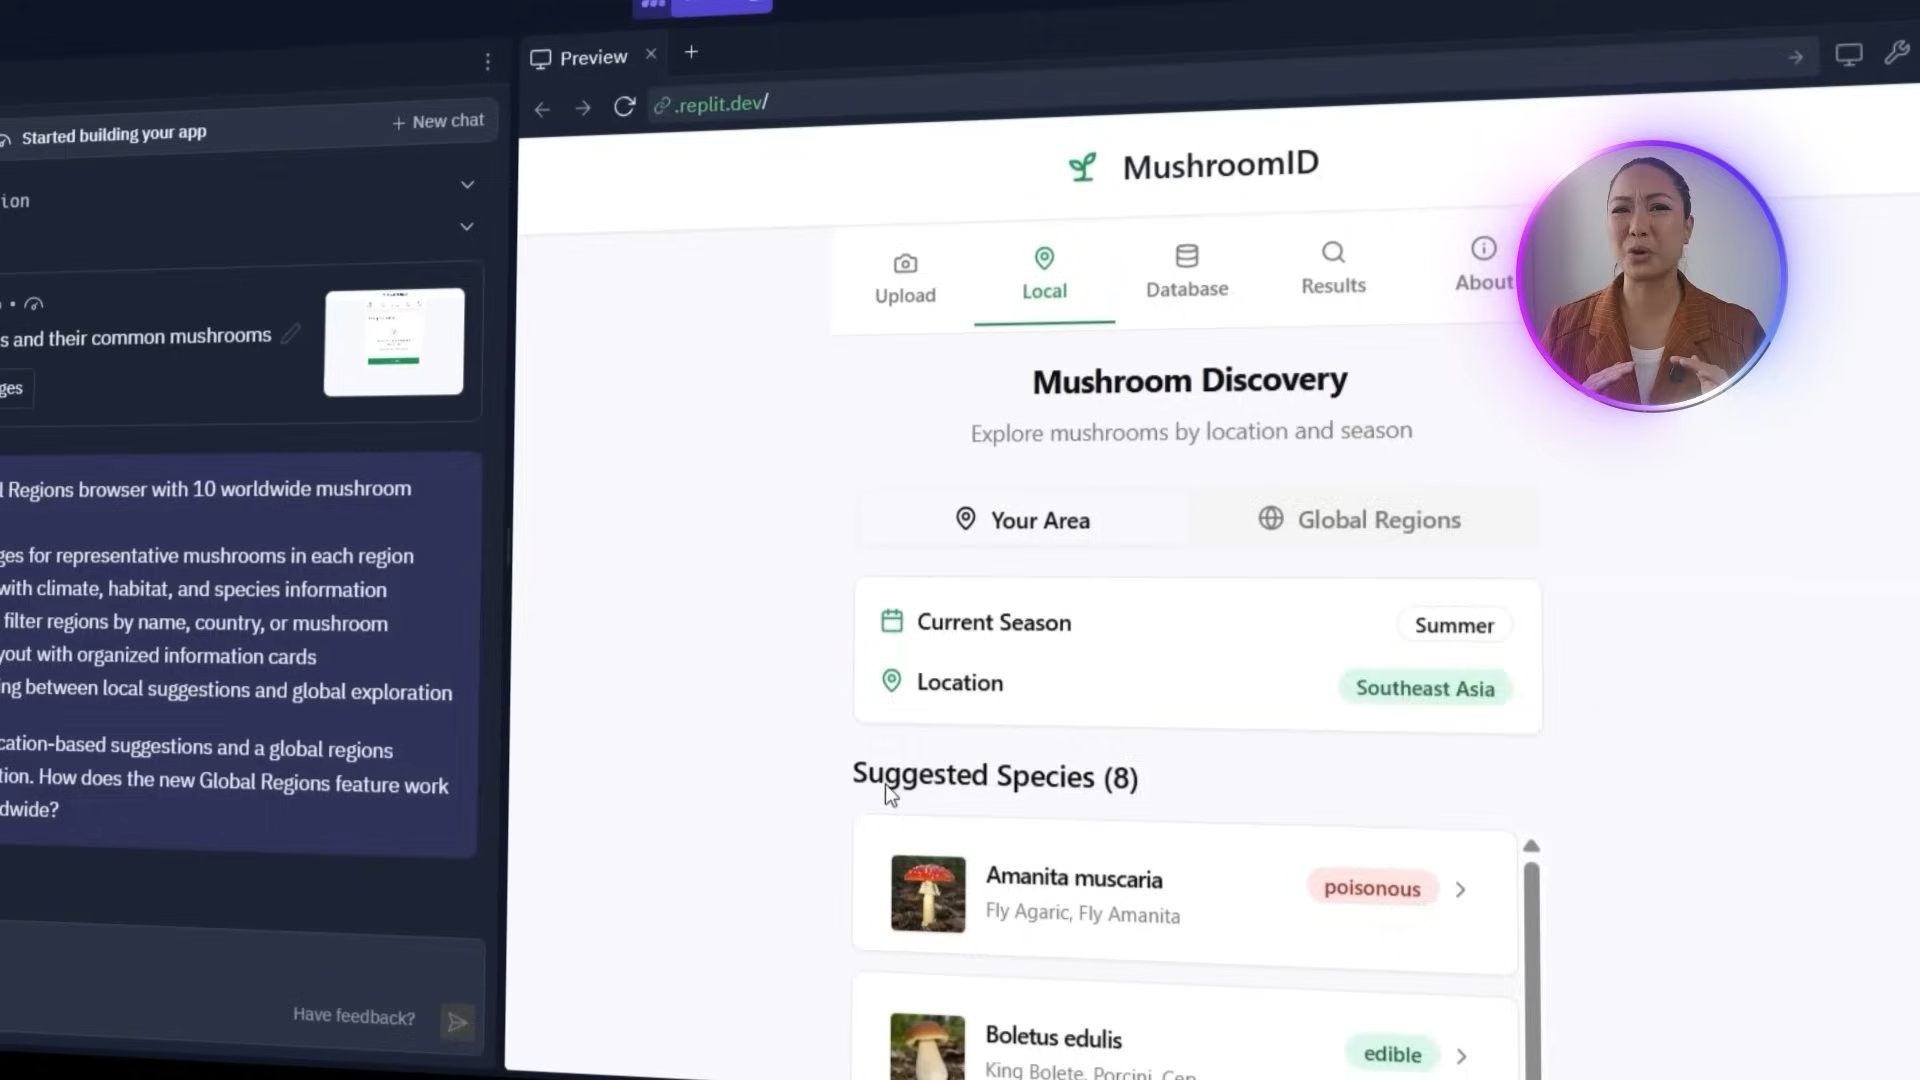 Started building your app
+ New chat
ion
s and their common mushrooms
ges
l Regions browser with 10 worldwide mushroom
ges for representative mushrooms in each region
with climate, habitat, and species information
filter regions by name, country, or mushroom
yout with organized information cards
ng between local suggestions and global exploration
cation-based suggestions and a global regions
tion. How does the new Global Regions feature work
dwide?
Have feedback?
Preview
.replit.dev/
MushroomID
Upload
Local
Database
Results
About
Mushroom Discovery
Explore mushrooms by location and season
Your Area
Global Regions
Current Season
Summer
Location
Southeast Asia
Suggested Species (8)
Amanita muscaria
Fly Agaric, Fly Amanita
poisonous
Boletus edulis
King Bolete, Porcini, Cep
edible